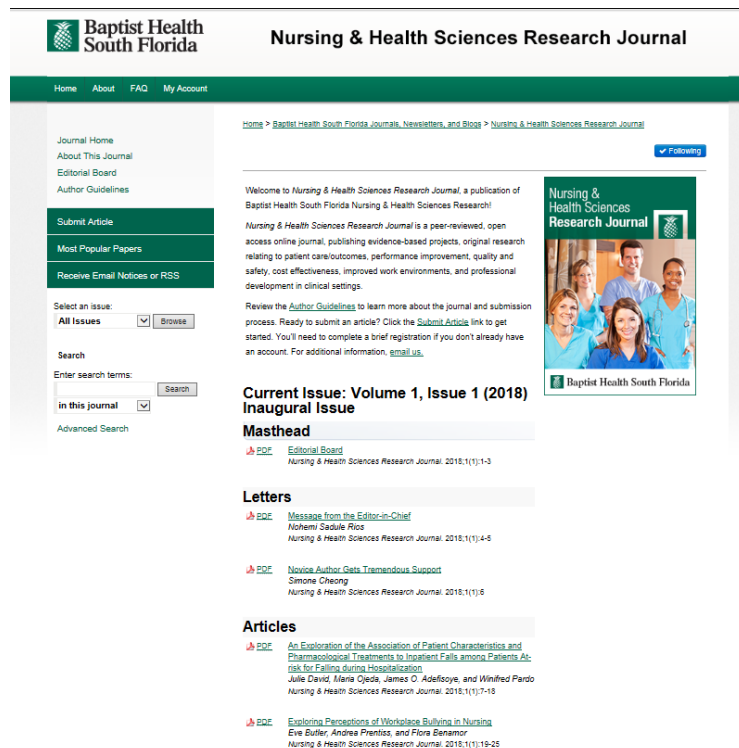 Baptist Health
South Florida
Nursing & Health Sciences Research Journal
Home About FAQ My Account
Home > Baptist Health South Florida Journals, Newsletters, and Blogs > Nursing & Health Sciences Research Journal
Following
Journal Home
About This Journal
Editorial Board
Author Guidelines
Submit Article
Most Popular Papers
Receive Email Notices or RSS
Select an issue:
All Issues Browse
Search
Enter search terms:
Search
in this journal
Advanced Search
Welcome to Nursing & Health Sciences Research Journal, a publication of
Baptist Health South Florida Nursing & Health Sciences Research!
Nursing & Health Sciences Research Journal is a peer-reviewed, open
access online journal, publishing evidence-based projects, original research
relating to patient care/outcomes, performance improvement, quality and
safety, cost effectiveness, improved work environments, and professional
development in clinical settings.
Review the Author Guidelines to learn more about the journal and submission
process. Ready to submit an article? Click the Submit Article link to get
started. You'll need to complete a brief registration if you don't already have
an account. For additional information, email us.
Nursing &
Health Sciences
Research Journal
Baptist Health South Florida
Current Issue: Volume 1, Issue 1 (2018)
Inaugural Issue
Masthead
PDF Editorial Board
Nursing & Health Sciences Research Journal. 2018;1(1):1-3
Letters
PDF Message from the Editor-in-Chief
Nohemi Sadule Rios
Nursing & Health Sciences Research Journal. 2018;1(1):4-5
PDF Novice Author Gets Tremendous Support
Simone Cheong
Nursing & Health Sciences Research Journal. 2018;1(1):6
Articles
PDF An Exploration of the Association of Patient Characteristics and
Pharmacological Treatments to Inpatient Falls among Patients At-
risk for Falling during Hospitalization
Julie David, Maria Ojeda, James O. Adefisoye, and Winifred Pardo
Nursing & Health Sciences Research Journal. 2018;1(1):7-18
PDF Exploring Perceptions of Workplace Bullying in Nursing
Eve Butler, Andrea Prentiss, and Flora Benamor
Nursing & Health Sciences Research Journal. 2018;1(1):19-25